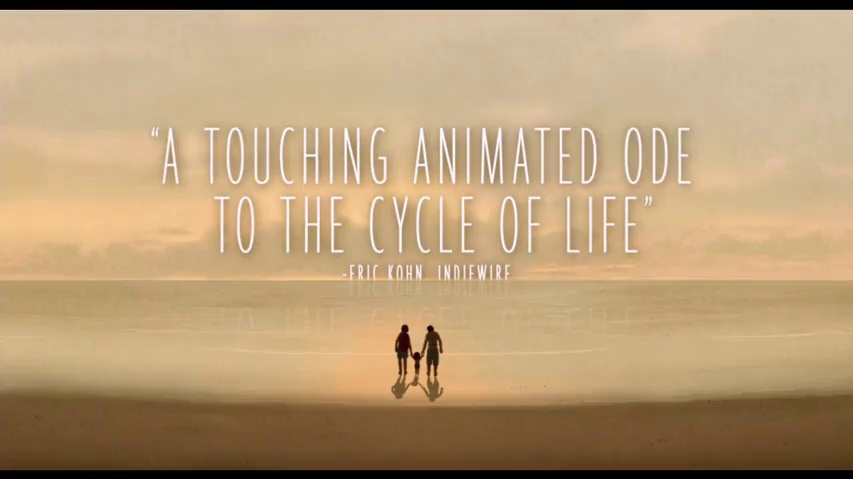 “A TOUCHING ANIMATED ODE
TO THE CYCLE OF LIFE”
-ERIC KOHN, INDIEWIRE